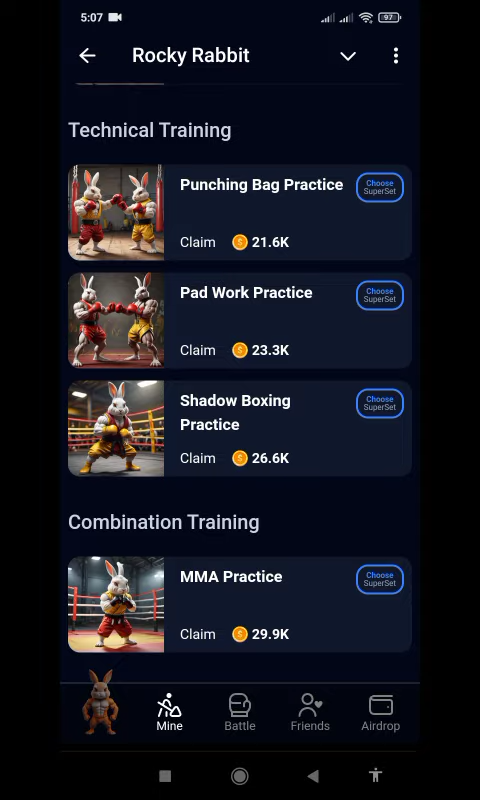 5:07
97
Rocky Rabbit
Technical Training
Punching Bag Practice
Choose
SuperSet
Claim 21.6K
Pad Work Practice
Choose
SuperSet
Claim 23.3K
Shadow Boxing
Practice
Choose
SuperSet
Claim 26.6K
Combination Training
MMA Practice
Choose
SuperSet
Claim 29.9K
Mine Battle Friends Airdrop